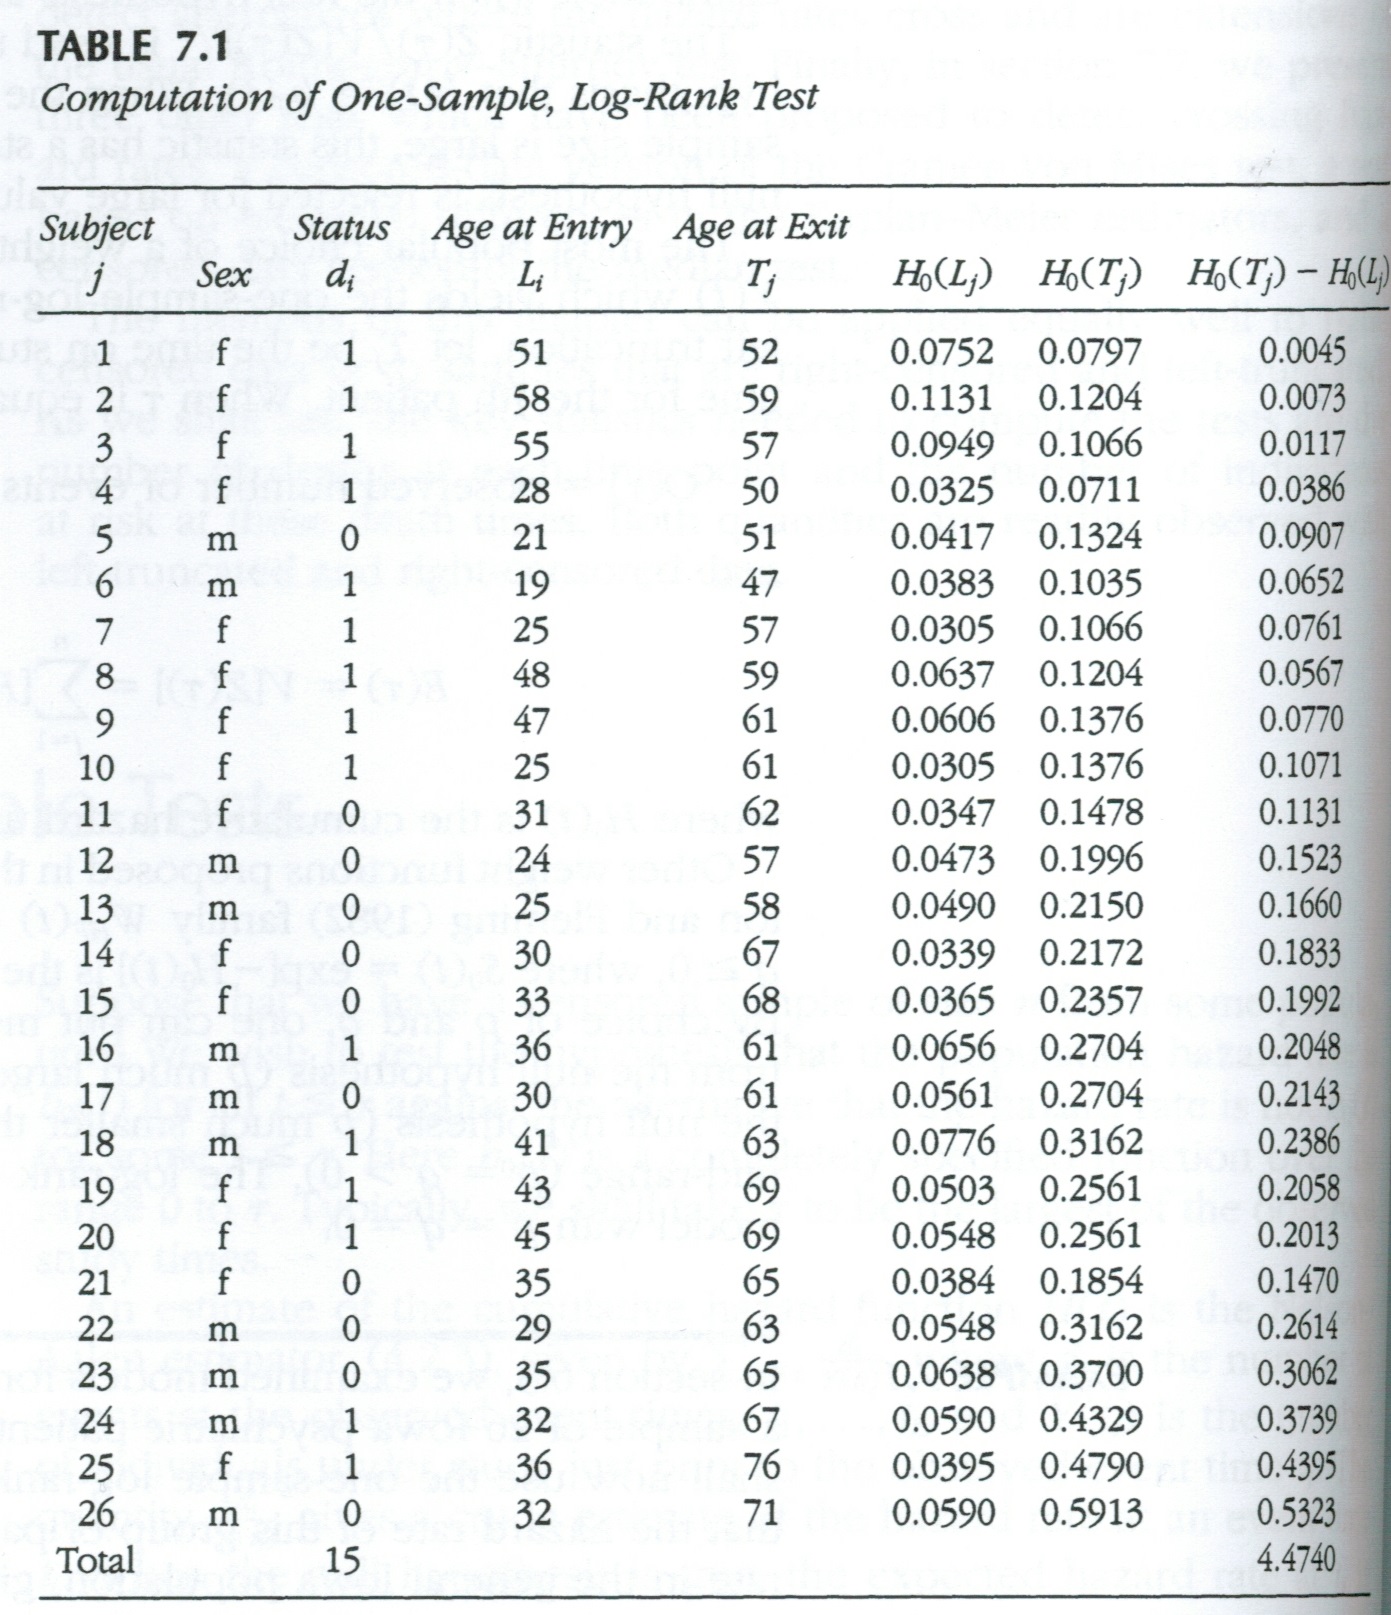 TABLE 7.1
Computation of One-Sample, Log-Rank Test
Subject Status Age at Entry Age at Exit
j Sex dᵢ Lᵢ Tⱼ H₀(Lⱼ) H₀(Tⱼ) H₀(Tⱼ) − H₀(Lⱼ)
1 f 1 51 52 0.0752 0.0797 0.0045
2 f 1 58 59 0.1131 0.1204 0.0073
3 f 1 55 57 0.0949 0.1066 0.0117
4 f 1 28 50 0.0325 0.0711 0.0386
5 m 0 21 51 0.0417 0.1324 0.0907
6 m 1 19 47 0.0383 0.1035 0.0652
7 f 1 25 57 0.0305 0.1066 0.0761
8 f 1 48 59 0.0637 0.1204 0.0567
9 f 1 47 61 0.0606 0.1376 0.0770
10 f 1 25 61 0.0305 0.1376 0.1071
11 f 0 31 62 0.0347 0.1478 0.1131
12 m 0 24 57 0.0473 0.1996 0.1523
13 m 0 25 58 0.0490 0.2150 0.1660
14 f 0 30 67 0.0339 0.2172 0.1833
15 f 0 33 68 0.0365 0.2357 0.1992
16 m 1 36 61 0.0656 0.2704 0.2048
17 m 0 30 61 0.0561 0.2704 0.2143
18 m 1 41 63 0.0776 0.3162 0.2386
19 f 1 43 69 0.0503 0.2561 0.2058
20 f 1 45 69 0.0548 0.2561 0.2013
21 f 0 35 65 0.0384 0.1854 0.1470
22 m 0 29 63 0.0548 0.3162 0.2614
23 m 0 35 65 0.0638 0.3700 0.3062
24 m 1 32 67 0.0590 0.4329 0.3739
25 f 1 36 76 0.0395 0.4790 0.4395
26 m 0 32 71 0.0590 0.5913 0.5323
Total 15 4.4740